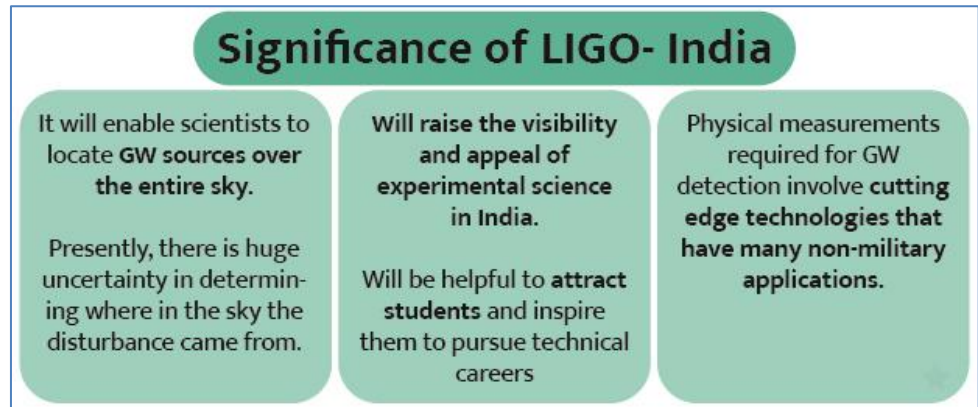 Significance of LIGO- India
It will enable scientists to
locate GW sources over
the entire sky.
Presently, there is huge
uncertainty in determin-
ing where in the sky the
disturbance came from.
Will raise the visibility
and appeal of
experimental science
in India.
Will be helpful to attract
students and inspire
them to pursue technical
careers
Physical measurements
required for GW
detection involve cutting
edge technologies that
have many non-military
applications.